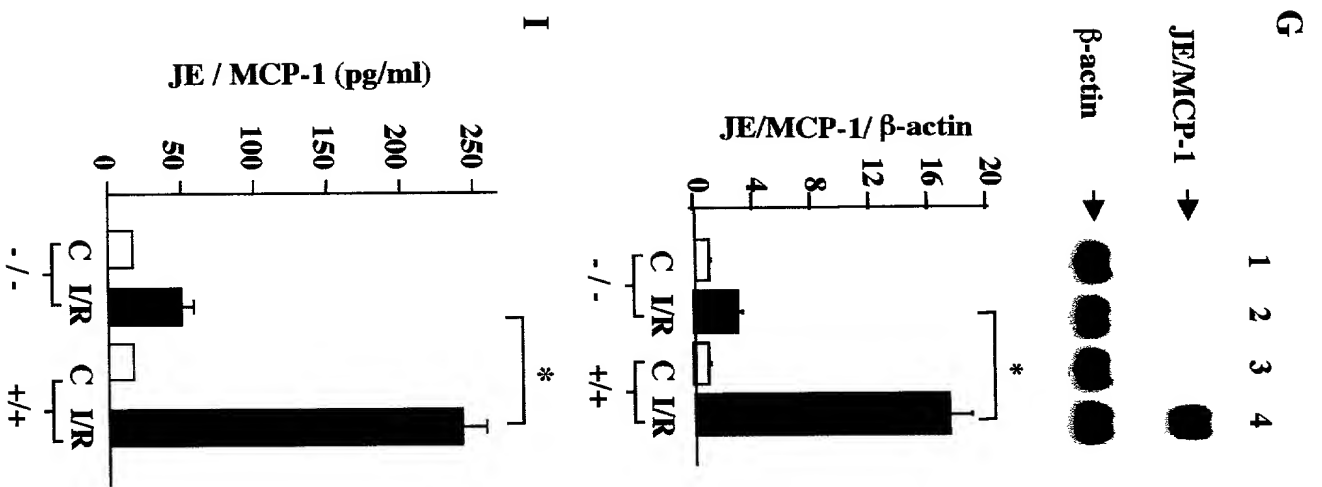 G
1 2 3 4
JE/MCP-1
β-actin
JE/MCP-1/ β-actin
20
16
12
8
4
0
*
C I/R C I/R
- / - +/+
I
JE / MCP-1 (pg/ml)
250
200
150
100
50
0
*
C I/R C I/R
- / - +/+